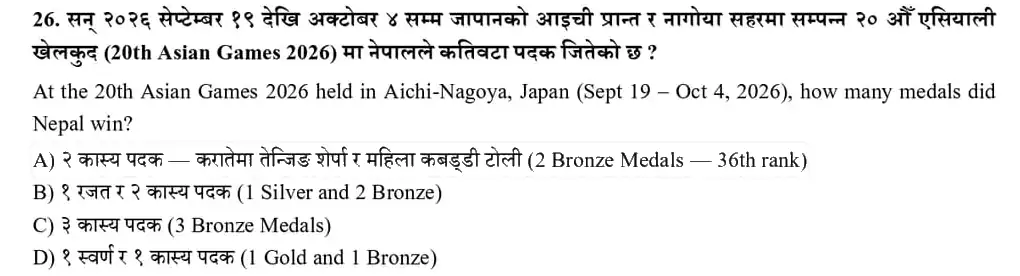 26. सन् २०२६ सेप्टेम्बर १९ देखि अक्टोबर ४ सम्म जापानको आइची प्रान्त र नागोया सहरमा सम्पन्न २० औँ एसियाली
खेलकुद (20th Asian Games 2026) मा नेपालले कतिवटा पदक जितेको छ ?
At the 20th Asian Games 2026 held in Aichi-Nagoya, Japan (Sept 19 – Oct 4, 2026), how many medals did
Nepal win?
A) २ कास्य पदक — करातेमा तेन्जिङ शेर्पा र महिला कबड्डी टोली (2 Bronze Medals — 36th rank)
B) १ रजत र २ कास्य पदक (1 Silver and 2 Bronze)
C) ३ कास्य पदक (3 Bronze Medals)
D) १ स्वर्ण र १ कास्य पदक (1 Gold and 1 Bronze)